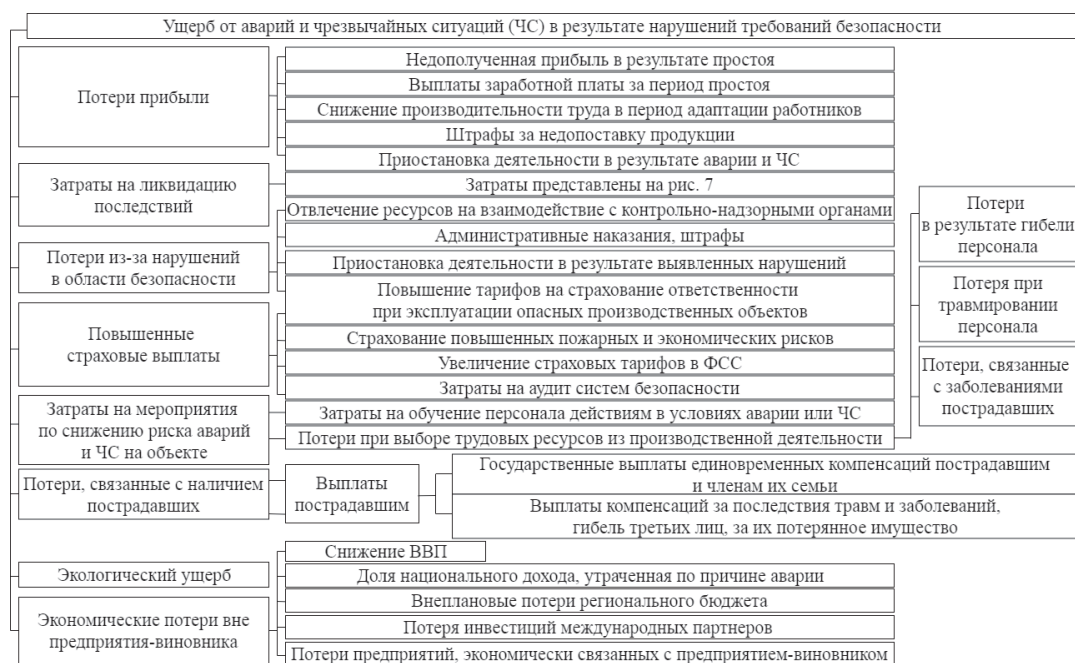 Ущерб от аварий и чрезвычайных ситуаций (ЧС) в результате нарушений требований безопасности
Потери прибыли
Недополученная прибыль в результате простоя
Выплаты заработной платы за период простоя
Снижение производительности труда в период адаптации работников
Штрафы за недопоставку продукции
Приостановка деятельности в результате аварии и ЧС
Затраты на ликвидацию
последствий
Затраты представлены на рис. 7
Потери из-за нарушений
в области безопасности
Отвлечение ресурсов на взаимодействие с контрольно-надзорными органами
Административные наказания, штрафы
Приостановка деятельности в результате выявленных нарушений
Повышенные
страховые выплаты
Повышение тарифов на страхование ответственности
при эксплуатации опасных производственных объектов
Страхование повышенных пожарных и экономических рисков
Увеличение страховых тарифов в ФСС
Затраты на аудит систем безопасности
Затраты на мероприятия
по снижению риска аварий
и ЧС на объекте
Затраты на обучение персонала действиям в условиях аварии или ЧС
Потери при выборе трудовых ресурсов из производственной деятельности
Потери
в результате гибели
персонала
Потеря при
травмировании
персонала
Потери, связанные
с заболеваниями
пострадавших
Потери, связанные с наличием
пострадавших
Выплаты
пострадавшим
Государственные выплаты единовременных компенсаций пострадавшим
и членам их семьи
Выплаты компенсаций за последствия травм и заболеваний,
гибель третьих лиц, за их потерянное имущество
Экологический ущерб
Экономические потери вне
предприятия-виновника
Снижение ВВП
Доля национального дохода, утраченная по причине аварии
Внеплановые потери регионального бюджета
Потеря инвестиций международных партнеров
Потери предприятий, экономически связанных с предприятием-виновником